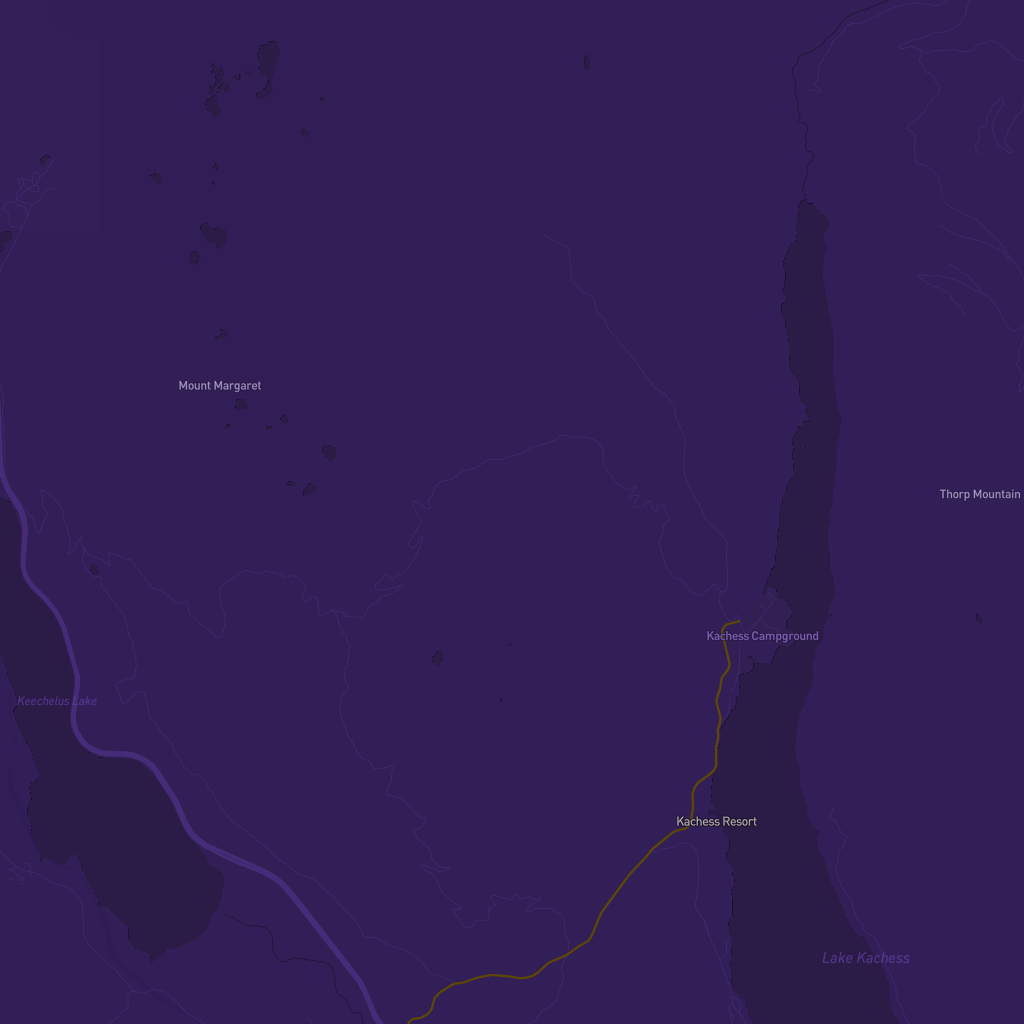 Mount Margaret
Thorp Mountain
Kachess Campground
Keechelus Lake
Kachess Resort
Lake Kachess